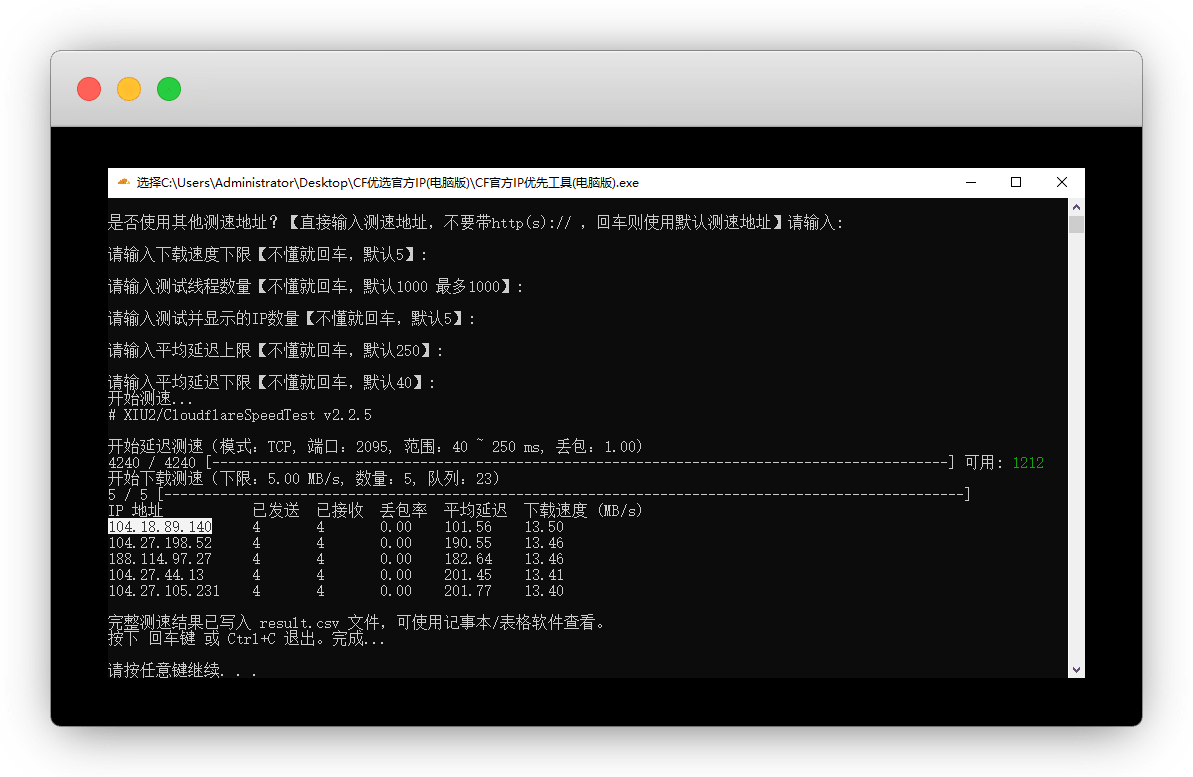 选择C:\Users\Administrator\Desktop\CF优选官方IP(电脑版)\CF官方IP优先工具(电脑版).exe
是否使用其他测速地址？【直接输入测速地址，不要带http(s):// ，回车则使用默认测速地址】请输入:
请输入下载速度下限【不懂就回车，默认5】:
请输入测试线程数量【不懂就回车，默认1000 最多1000】:
请输入测试并显示的IP数量【不懂就回车，默认5】:
请输入平均延迟上限【不懂就回车，默认250】:
请输入平均延迟下限【不懂就回车，默认40】:
开始测速...
# XIU2/CloudflareSpeedTest v2.2.5
开始延迟测速（模式：TCP, 端口：2095, 范围：40 ~ 250 ms, 丢包：1.00)
4240 / 4240 [-----------------------------------------------------------------------------------------------] 可用: 1212
开始下载测速（下限：5.00 MB/s, 数量：5, 队列：23）
5 / 5 [-----------------------------------------------------------------------------------------------------]
IP 地址 已发送 已接收 丢包率 平均延迟 下载速度 (MB/s)
104.18.89.140 4 4 0.00 101.56 13.50
104.27.198.52 4 4 0.00 190.55 13.46
188.114.97.27 4 4 0.00 182.64 13.46
104.27.44.13 4 4 0.00 201.45 13.41
104.27.105.231 4 4 0.00 201.77 13.40
完整测速结果已写入 result.csv 文件，可使用记事本/表格软件查看。
按下 回车键 或 Ctrl+C 退出。完成...
请按任意键继续. . .